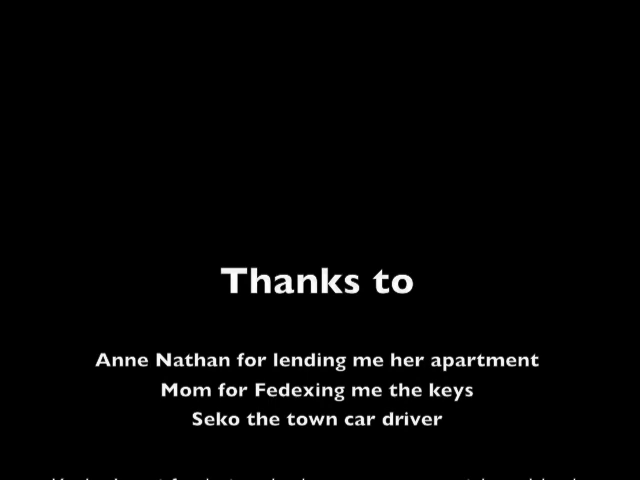 Thanks to
Anne Nathan for lending me her apartment
Mom for Fedexing me the keys
Seko the town car driver